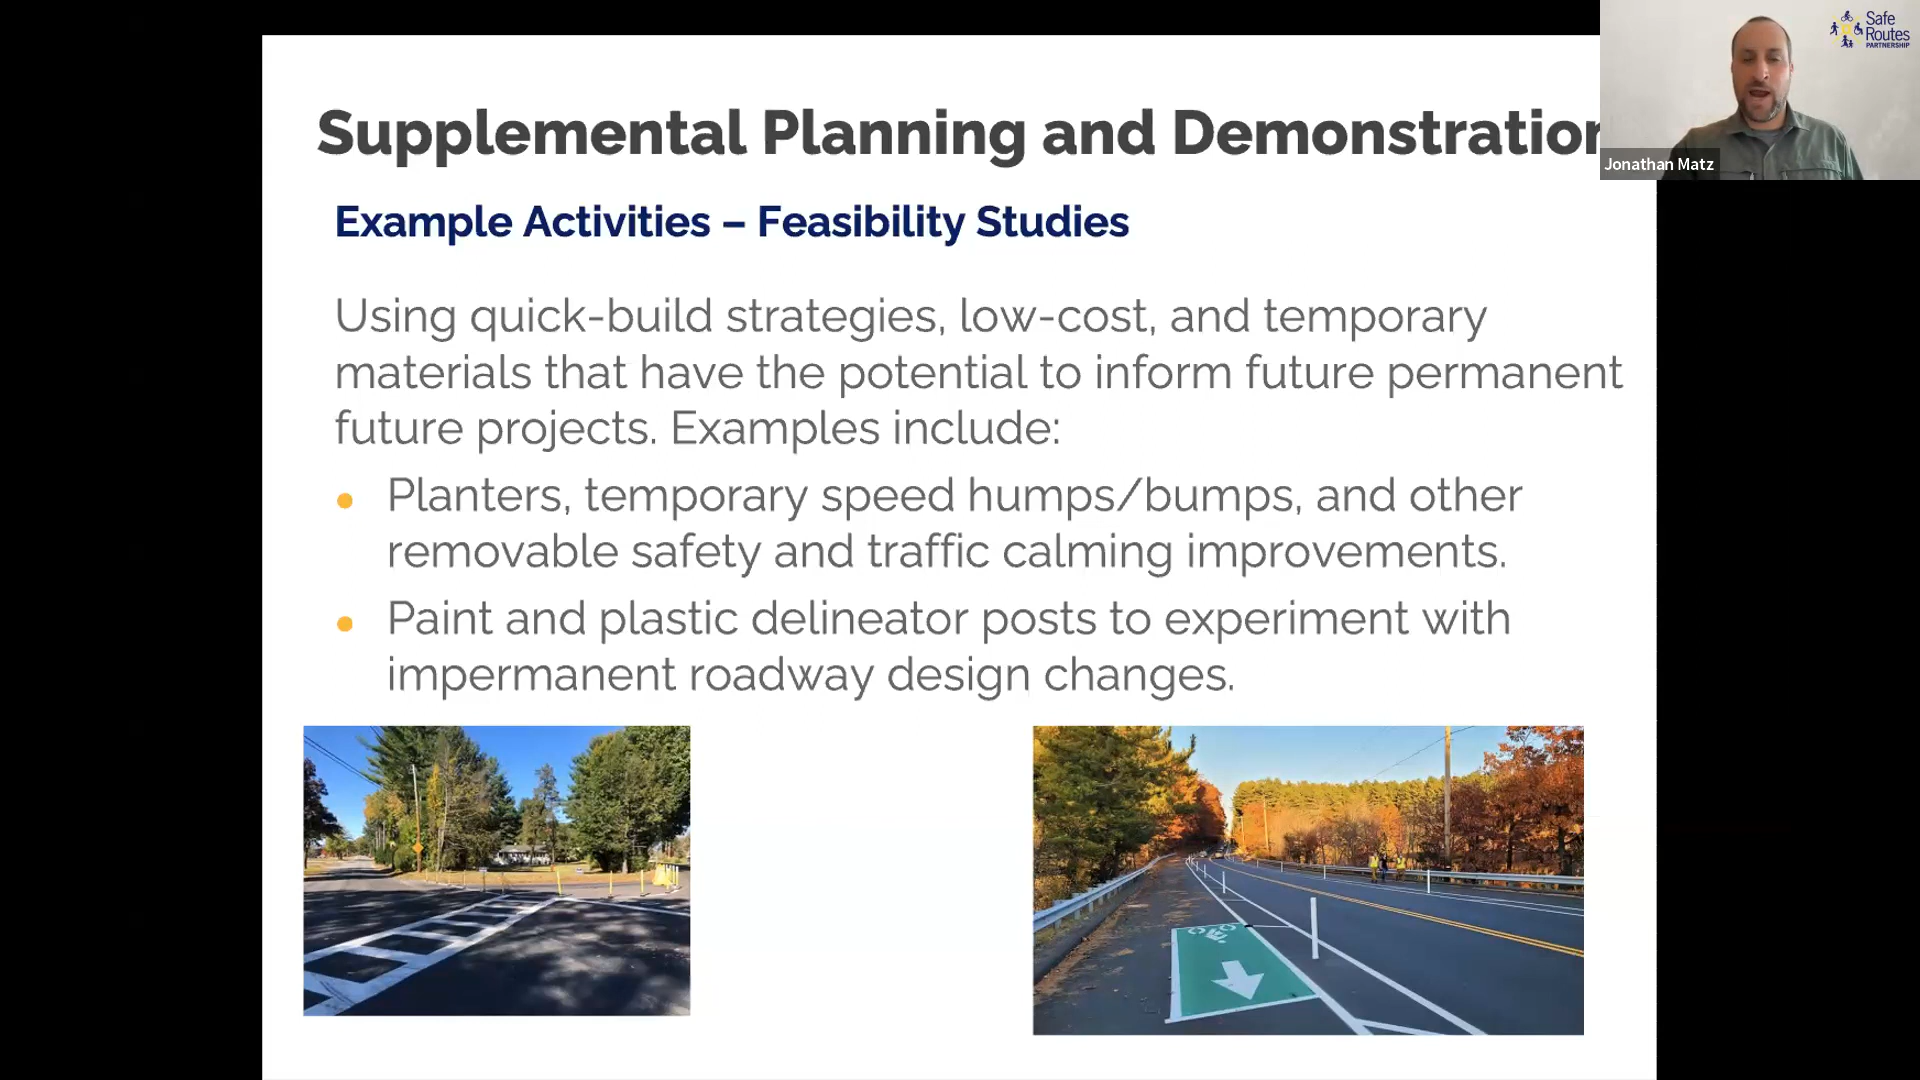 Supplemental Planning and Demonstration
Example Activities – Feasibility Studies
Using quick-build strategies, low-cost, and temporary
materials that have the potential to inform future permanent
future projects. Examples include:
Planters, temporary speed humps/bumps, and other
removable safety and traffic calming improvements.
Paint and plastic delineator posts to experiment with
impermanent roadway design changes.
Safe
Routes
PARTNERSHIP
Jonathan Matz